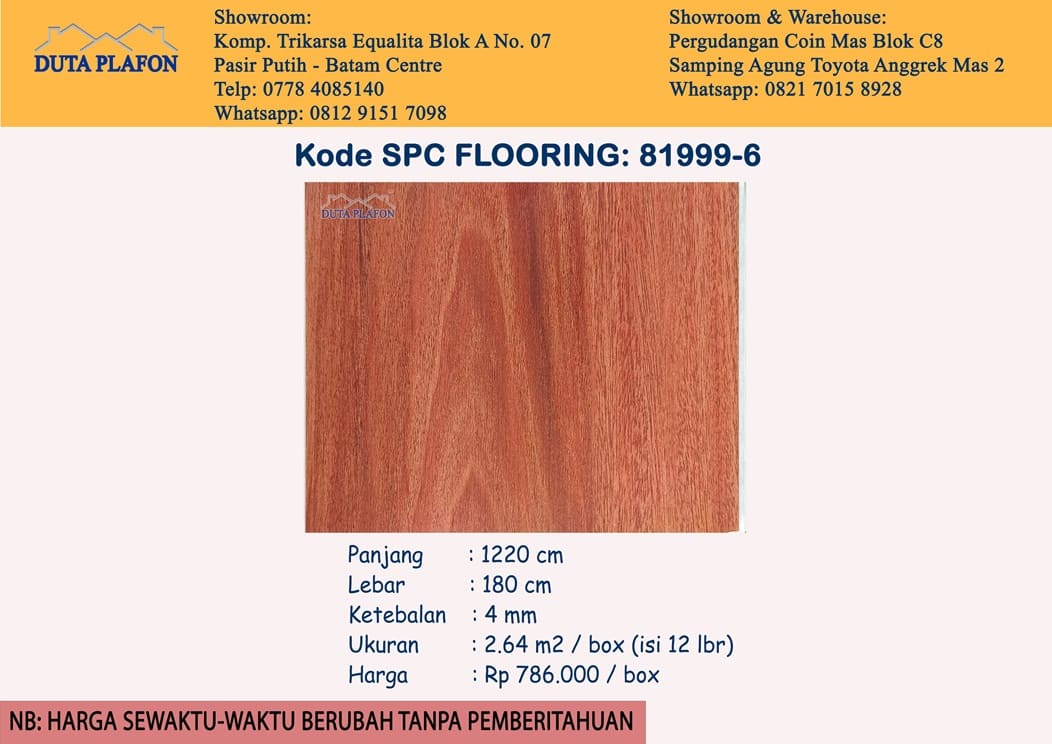 DUTA PLAFON
Showroom:
Komp. Trikarsa Equalita Blok A No. 07
Pasir Putih - Batam Centre
Telp: 0778 4085140
Whatsapp: 0812 9151 7098
Showroom & Warehouse:
Pergudangan Coin Mas Blok C8
Samping Agung Toyota Anggrek Mas 2
Whatsapp: 0821 7015 8928
Kode SPC FLOORING: 81999-6
DUTA PLAFON
Panjang : 1220 cm
Lebar : 180 cm
Ketebalan : 4 mm
Ukuran : 2.64 m2 / box (isi 12 lbr)
Harga : Rp 786.000 / box
NB: HARGA SEWAKTU-WAKTU BERUBAH TANPA PEMBERITAHUAN